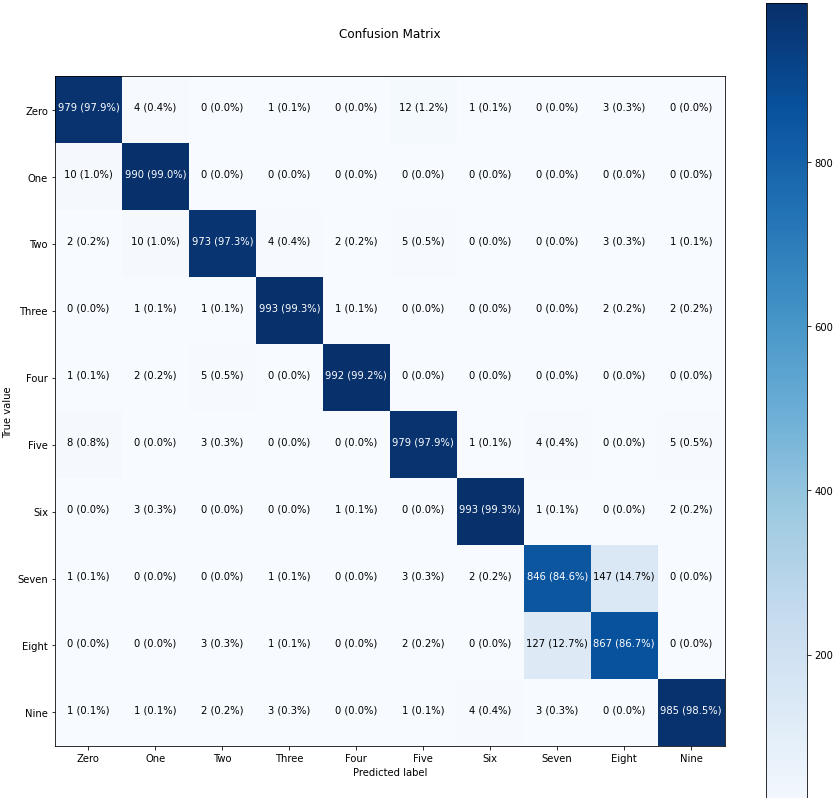 Confusion Matrix
Zero 979 (97.9%) 4 (0.4%) 0 (0.0%) 1 (0.1%) 0 (0.0%) 12 (1.2%) 1 (0.1%) 0 (0.0%) 3 (0.3%) 0 (0.0%)
One 10 (1.0%) 990 (99.0%) 0 (0.0%) 0 (0.0%) 0 (0.0%) 0 (0.0%) 0 (0.0%) 0 (0.0%) 0 (0.0%) 0 (0.0%)
Two 2 (0.2%) 10 (1.0%) 973 (97.3%) 4 (0.4%) 2 (0.2%) 5 (0.5%) 0 (0.0%) 0 (0.0%) 3 (0.3%) 1 (0.1%)
Three 0 (0.0%) 1 (0.1%) 1 (0.1%) 993 (99.3%) 1 (0.1%) 0 (0.0%) 0 (0.0%) 0 (0.0%) 2 (0.2%) 2 (0.2%)
Four 1 (0.1%) 2 (0.2%) 5 (0.5%) 0 (0.0%) 992 (99.2%) 0 (0.0%) 0 (0.0%) 0 (0.0%) 0 (0.0%) 0 (0.0%)
Five 8 (0.8%) 0 (0.0%) 3 (0.3%) 0 (0.0%) 0 (0.0%) 979 (97.9%) 1 (0.1%) 4 (0.4%) 0 (0.0%) 5 (0.5%)
Six 0 (0.0%) 3 (0.3%) 0 (0.0%) 0 (0.0%) 1 (0.1%) 0 (0.0%) 993 (99.3%) 1 (0.1%) 0 (0.0%) 2 (0.2%)
Seven 1 (0.1%) 0 (0.0%) 0 (0.0%) 1 (0.1%) 0 (0.0%) 3 (0.3%) 2 (0.2%) 846 (84.6%) 147 (14.7%) 0 (0.0%)
Eight 0 (0.0%) 0 (0.0%) 3 (0.3%) 1 (0.1%) 0 (0.0%) 2 (0.2%) 0 (0.0%) 127 (12.7%) 867 (86.7%) 0 (0.0%)
Nine 1 (0.1%) 1 (0.1%) 2 (0.2%) 3 (0.3%) 0 (0.0%) 1 (0.1%) 4 (0.4%) 3 (0.3%) 0 (0.0%) 985 (98.5%)
Zero One Two Three Four Five Six Seven Eight Nine
Predicted label
True value
800
600
400
200